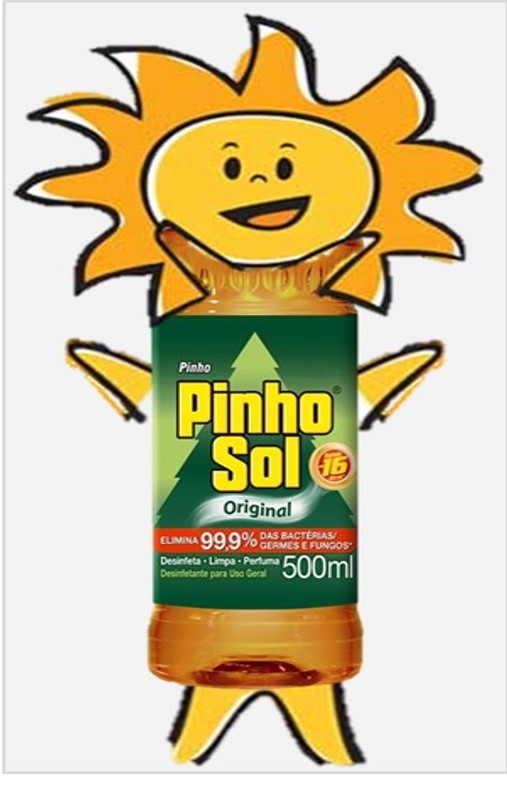 Pinho
Pinho
Sol
16
Original
ELIMINA 99,9% DAS BACTÉRIAS/
GERMES E FUNGOS*
Desinfeta • Limpa • Perfuma
Desinfetante para Uso Geral
500ml